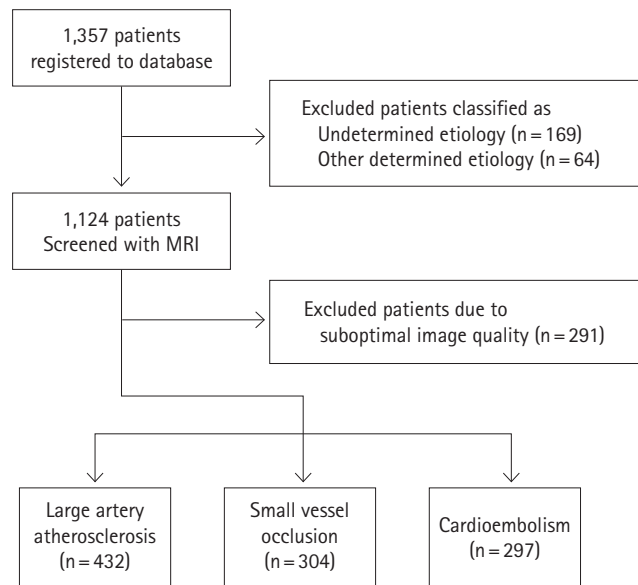 1,357 patients
registered to database
Excluded patients classified as
Undetermined etiology (n=169)
Other determined etiology (n=64)
1,124 patients
Screened with MRI
Excluded patients due to
suboptimal image quality (n=291)
Large artery
atherosclerosis
(n=432)
Small vessel
occlusion
(n=304)
Cardioembolism
(n=297)